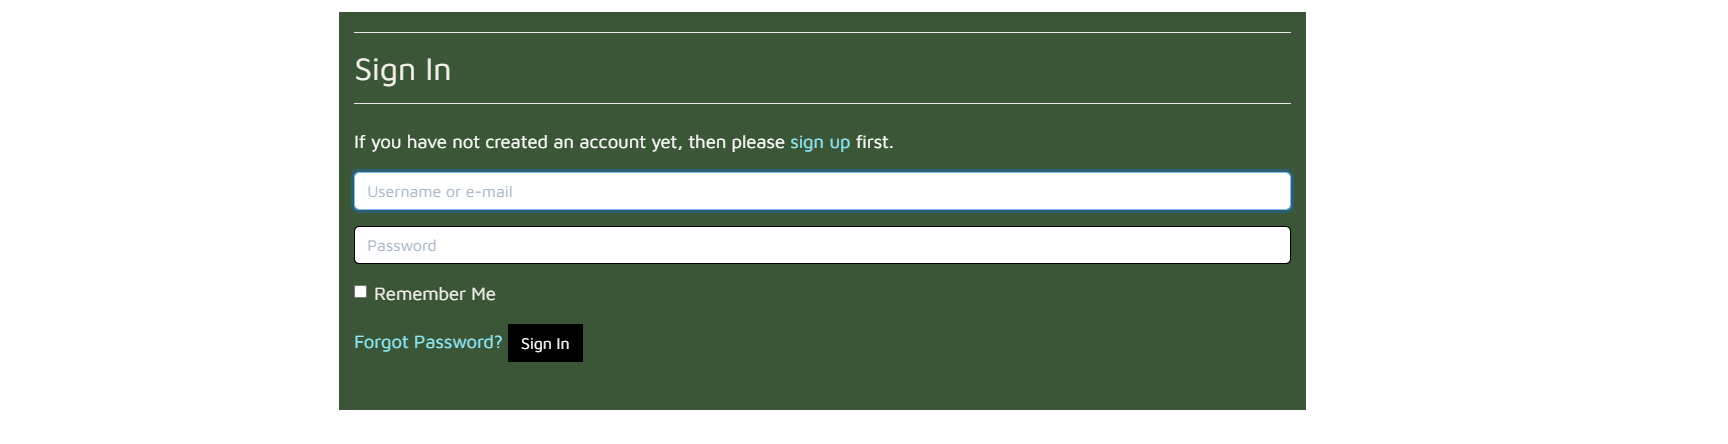 Sign In
If you have not created an account yet, then please sign up first.
Username or e-mail
Password
Remember Me
Forgot Password? Sign In